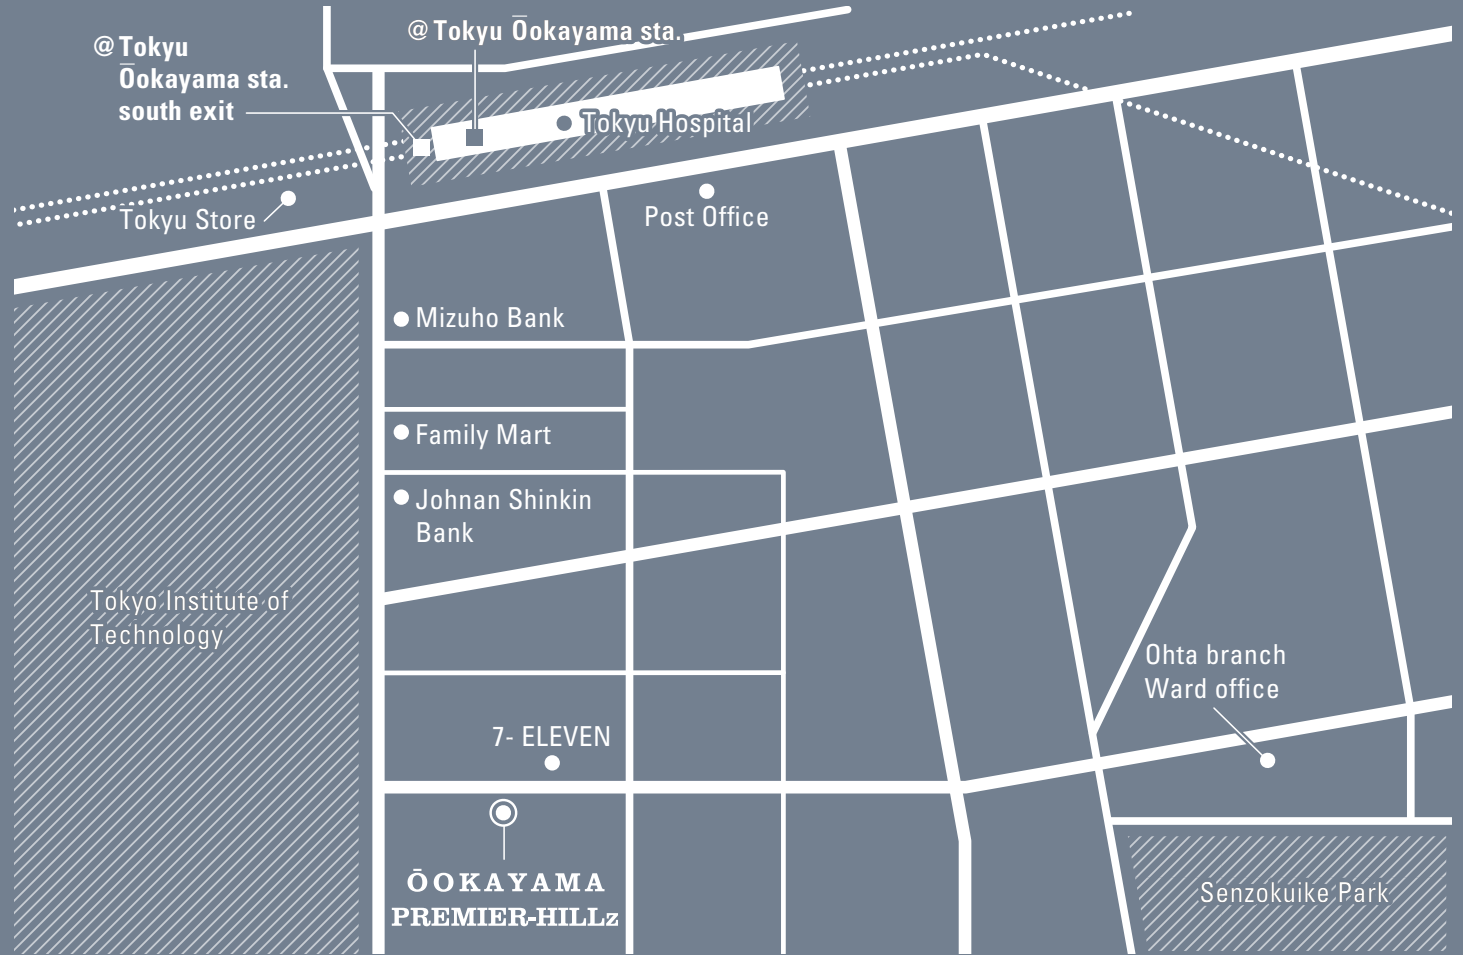 @Tokyu
Ōokayama sta.
south exit
@Tokyu Ōokayama sta.
Tokyu Hospital
Tokyu Store
Post Office
Mizuho Bank
Family Mart
Johnan Shinkin
Bank
Tokyo Institute of
Technology
Ohta branch
Ward office
7- ELEVEN
ŌOKAYAMA
PREMIER-HILLz
Senzokuike Park